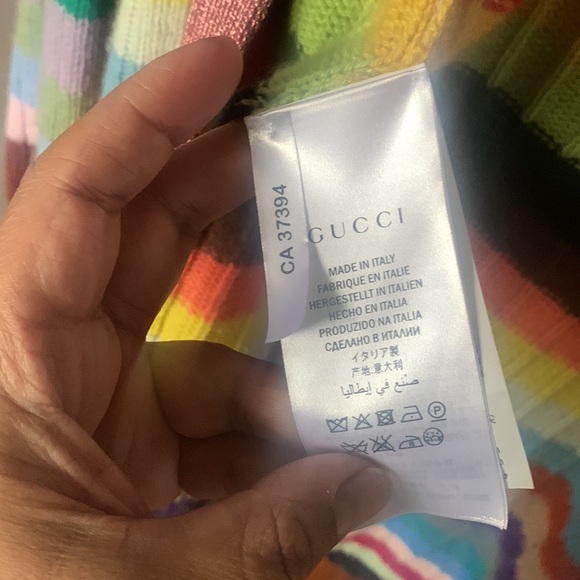 CA 37394
GUCCI
MADE IN ITALY
FABRIQUE EN ITALIE
HERGESTELLT IN ITALIEN
HECHO EN ITALIA
PRODUZIDO NA ITALIA
СДЕЛАНО В ИТАЛИИ
イタリア製
产地:意大利
صنع في إيطاليا
P